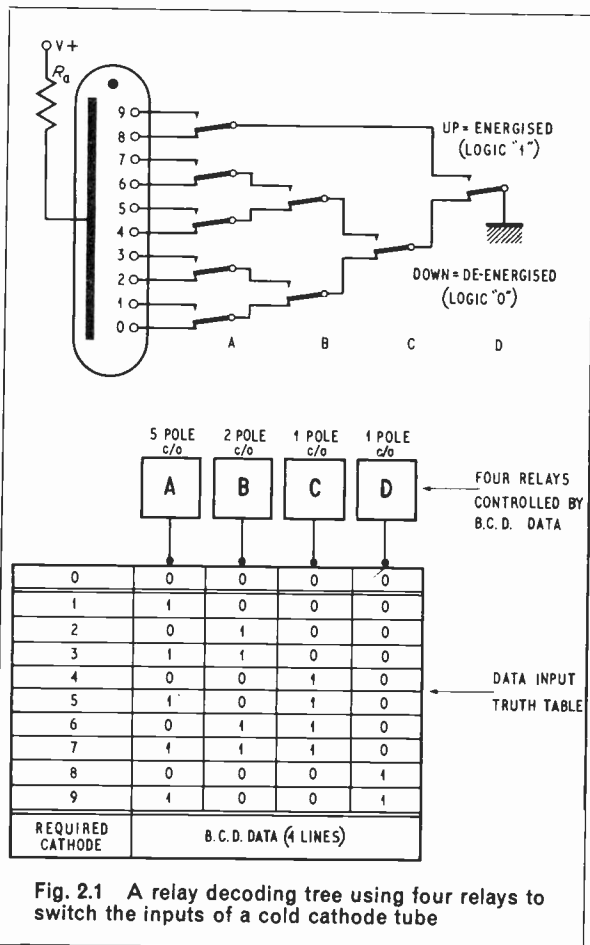 V+
Ra
9
8
7
6
5
4
3
2
1
0
UP = ENERGISED
(LOGIC "1")
DOWN = DE-ENERGISED
(LOGIC "0")
A B C D
5 POLE 2 POLE 1 POLE 1 POLE
c/o c/o c/o c/o
A B C D
FOUR RELAYS
CONTROLLED BY
B.C.D. DATA
0 0 0 0 0
1 1 0 0 0
2 0 1 0 0
3 1 1 0 0
4 0 0 1 0
5 1 0 1 0
6 0 1 1 0
7 1 1 1 0
8 0 0 0 1
9 1 0 0 1
DATA INPUT
TRUTH TABLE
REQUIRED
CATHODE
B.C.D. DATA (4 LINES)
Fig. 2.1 A relay decoding tree using four relays to
switch the inputs of a cold cathode tube